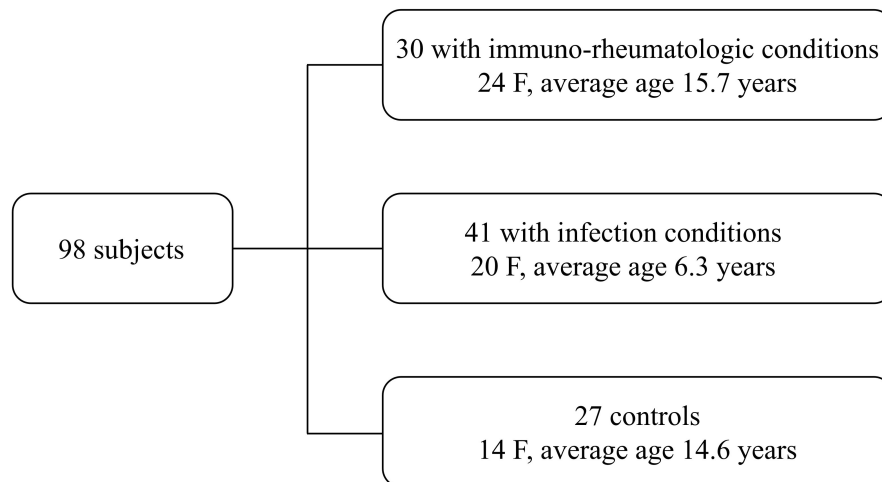 98 subjects
30 with immuno-rheumatologic conditions
24 F, average age 15.7 years
41 with infection conditions
20 F, average age 6.3 years
27 controls
14 F, average age 14.6 years